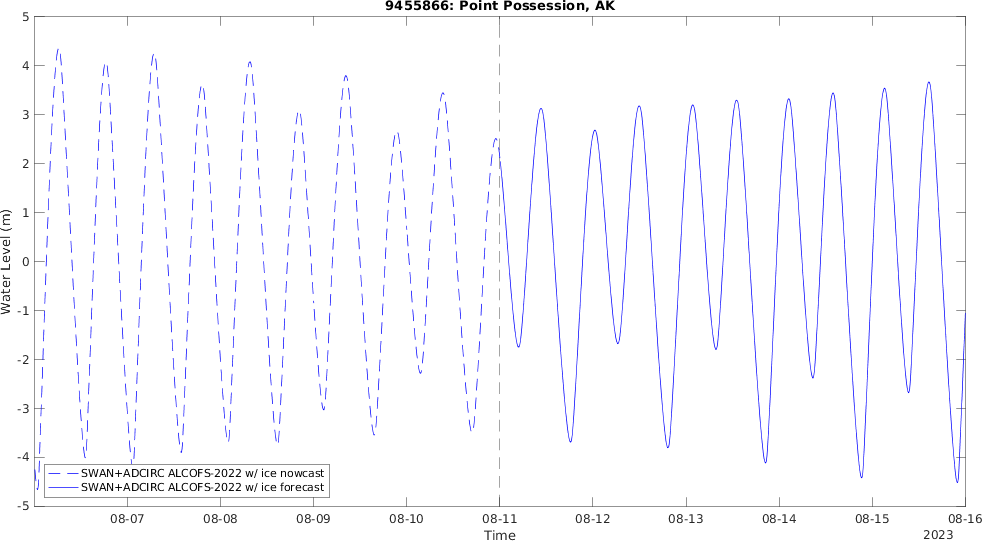 9455866: Point Possession, AK
5
4
3
2
1
0
-1
-2
-3
-4
-5
Water Level (m)
SWAN+ADCIRC ALCOFS-2022 w/ ice nowcast
SWAN+ADCIRC ALCOFS-2022 w/ ice forecast
08-07 08-08 08-09 08-10 08-11 08-12 08-13 08-14 08-15 08-16
Time
2023